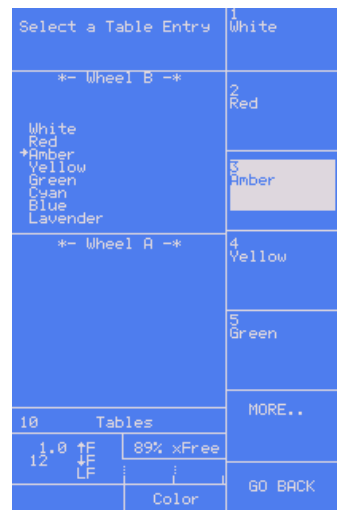 Select a Table Entry
*- Wheel B -*
White
Red
→Amber
Yellow
Green
Cyan
Blue
Lavender
*- Wheel A -*
10 Tables
1.0 ↑F
12 ↓F
LF
89% xFree
Color
1
White
2
Red
3
Amber
4
Yellow
5
Green
MORE..
GO BACK